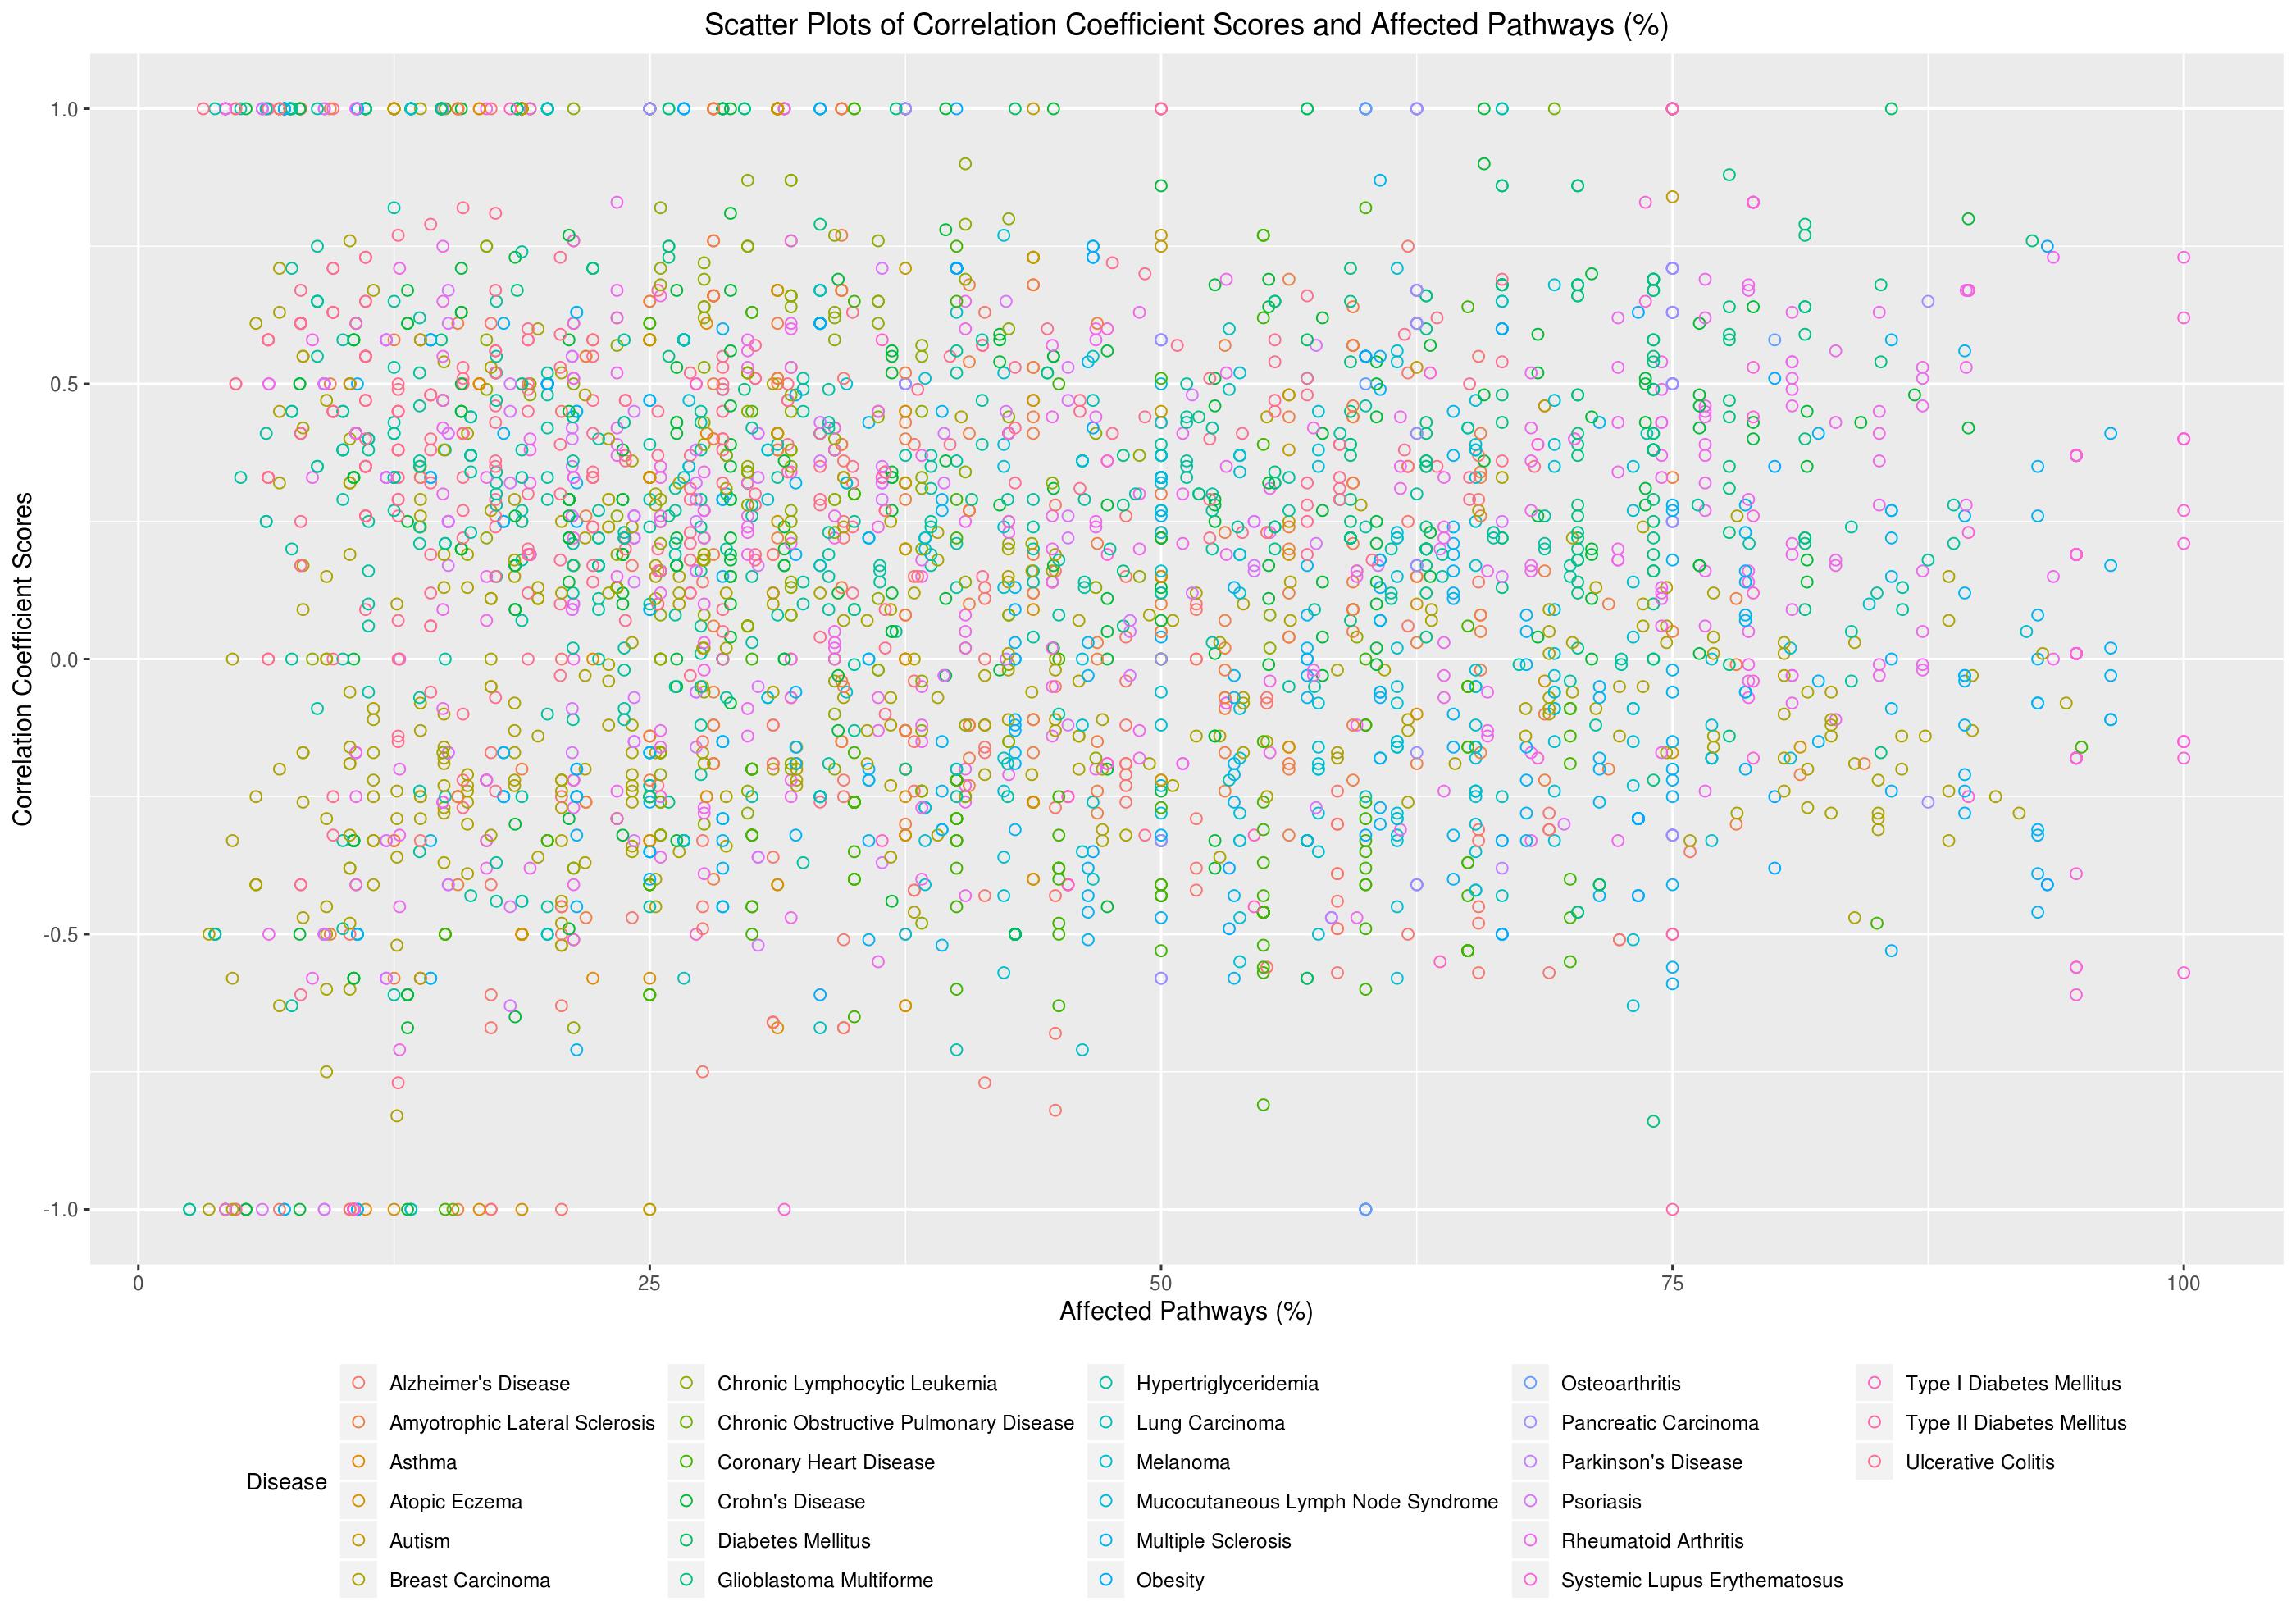 Scatter Plots of Correlation Coefficient Scores and Affected Pathways (%)
Correlation Coefficient Scores
1.0
0.5
0.0
-0.5
-1.0
0 25 50 75 100
Affected Pathways (%)
Disease
Alzheimer's Disease
Amyotrophic Lateral Sclerosis
Asthma
Atopic Eczema
Autism
Breast Carcinoma
Chronic Lymphocytic Leukemia
Chronic Obstructive Pulmonary Disease
Coronary Heart Disease
Crohn's Disease
Diabetes Mellitus
Glioblastoma Multiforme
Hypertriglyceridemia
Lung Carcinoma
Melanoma
Mucocutaneous Lymph Node Syndrome
Multiple Sclerosis
Obesity
Osteoarthritis
Pancreatic Carcinoma
Parkinson's Disease
Psoriasis
Rheumatoid Arthritis
Systemic Lupus Erythematosus
Type I Diabetes Mellitus
Type II Diabetes Mellitus
Ulcerative Colitis